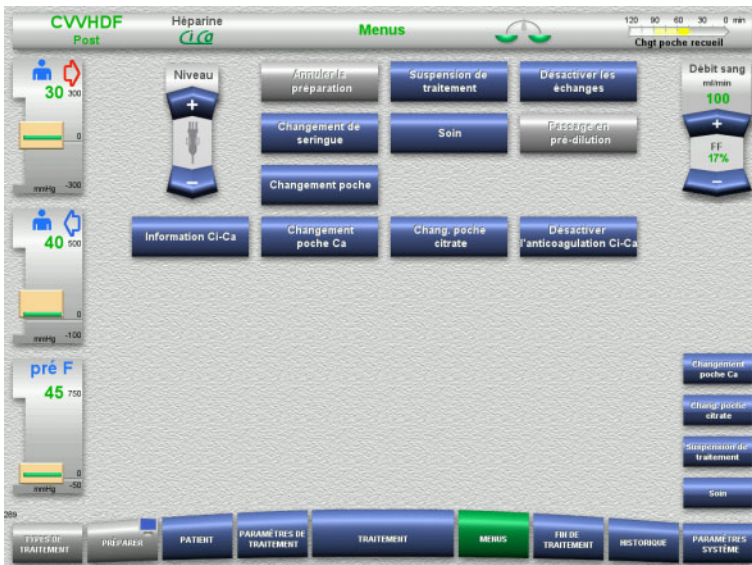 CVVHDF
Post
Héparine
Ci Ca
Menus
120 90 60 30 0 min
Chgt poche recueil
30 300
0
mmHg -300
Niveau
+
−
Annuler la
préparation
Suspension de
traitement
Désactiver les
échanges
Débit sang
ml/min
100
+
FF
17%
−
Changement de
seringue
Soin
Passage en
pré-dilution
Changement poche
40 500
0
mmHg -100
Information Ci-Ca
Changement
poche Ca
Chang. poche
citrate
Desactiver
l'anticoagulation Ci-Ca
pré F
45 750
0
mmHg -50
Changement
poche Ca
Chang. poche
citrate
Suspension de
traitement
Soin
289
TYPES DE
TRAITEMENT
PRÉPARER
PATIENT
PARAMÈTRES DE
TRAITEMENT
TRAITEMENT
MENUS
FIN DE
TRAITEMENT
HISTORIQUE
PARAMÈTRES
SYSTÈME